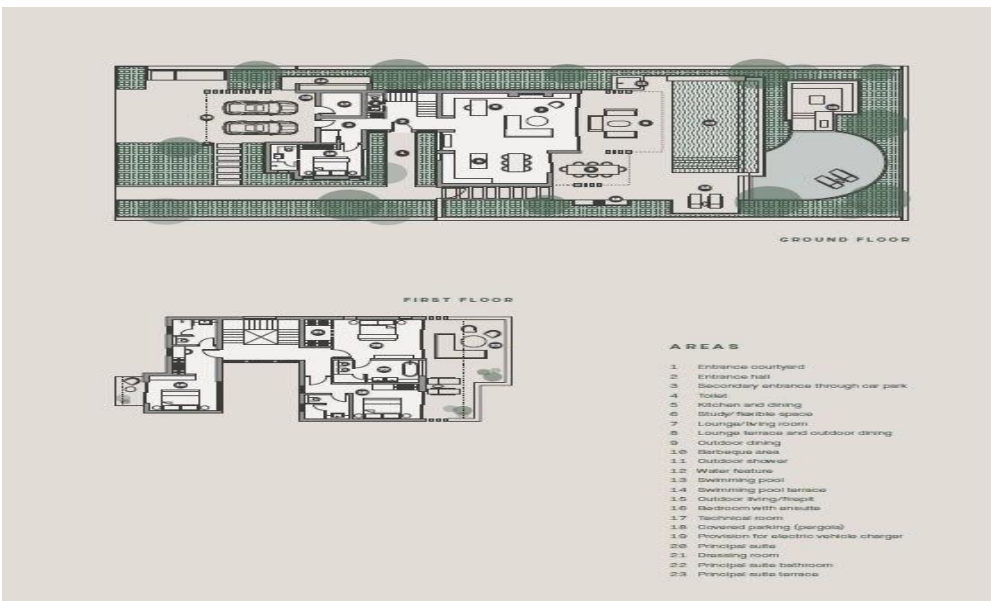 GROUND FLOOR
FIRST FLOOR
AREAS
1 Entrance courtyard
2 Entrance hall
3 Secondary entrance through car park
4 Toilet
5 Kitchen and dining
6 Study/flexible space
7 Lounge/living room
8 Lounge terrace and outdoor dining
9 Outdoor dining
10 Barbeque area
11 Outdoor shower
12 Water feature
13 Swimming pool
14 Swimming pool terrace
15 Outdoor living/firepit
16 Bedroom with ensuite
17 Technical room
18 Covered parking (pergola)
19 Provision for electric vehicle charger
20 Principal suite
21 Dressing room
22 Principal suite bathroom
23 Principal suite terrace